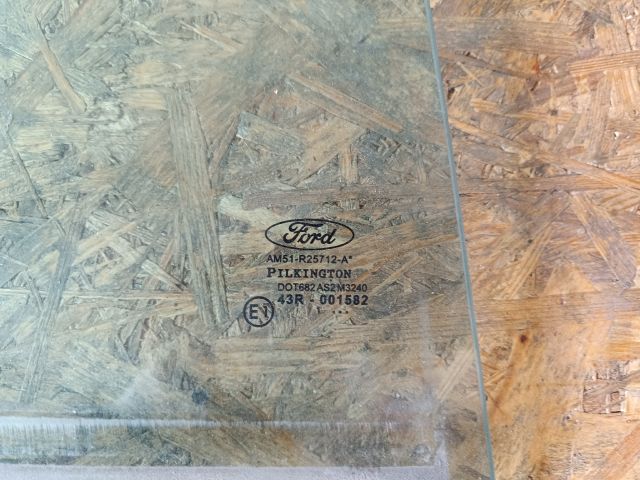 Ford
AM51-R25712-A*
PILKINGTON
DOT682 AS2 M3240
43R - 001582
E1
...